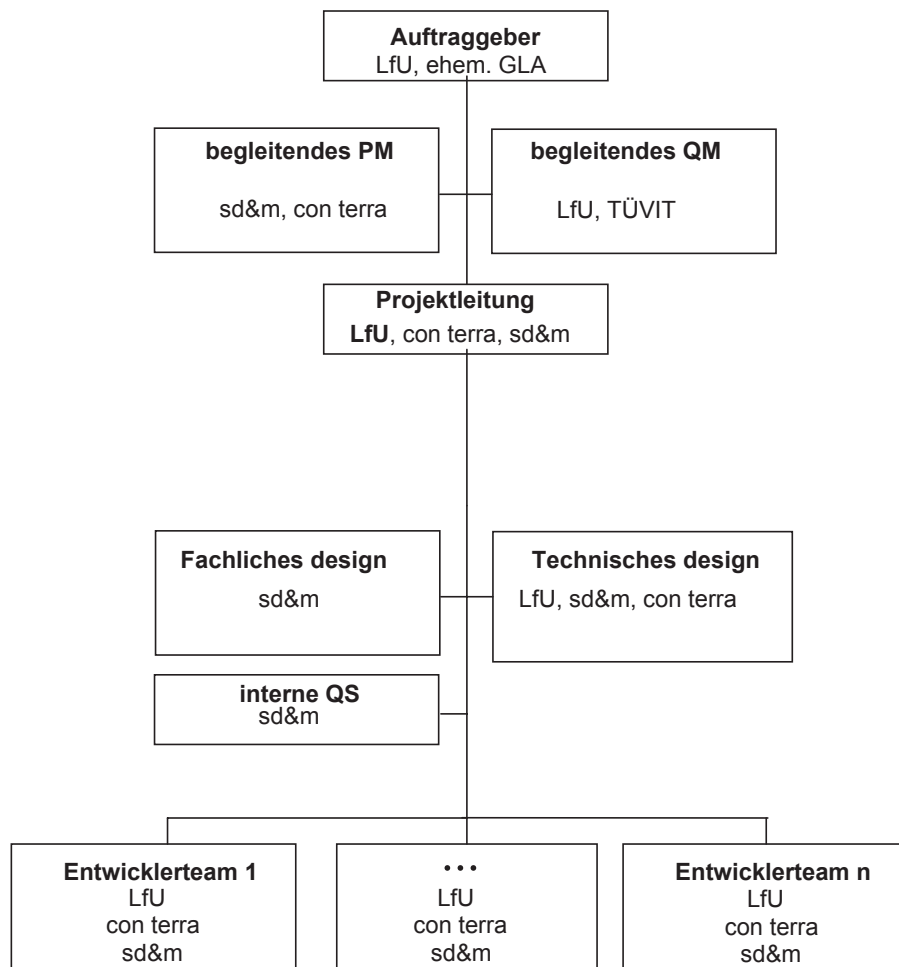 Auftraggeber
LfU, ehem. GLA
begleitendes PM
sd&m, con terra
begleitendes QM
LfU, TÜVIT
Projektleitung
LfU, con terra, sd&m
Fachliches design
sd&m
Technisches design
LfU, sd&m, con terra
interne QS
sd&m
Entwicklerteam 1
LfU
con terra
sd&m
...
LfU
con terra
sd&m
Entwicklerteam n
LfU
con terra
sd&m